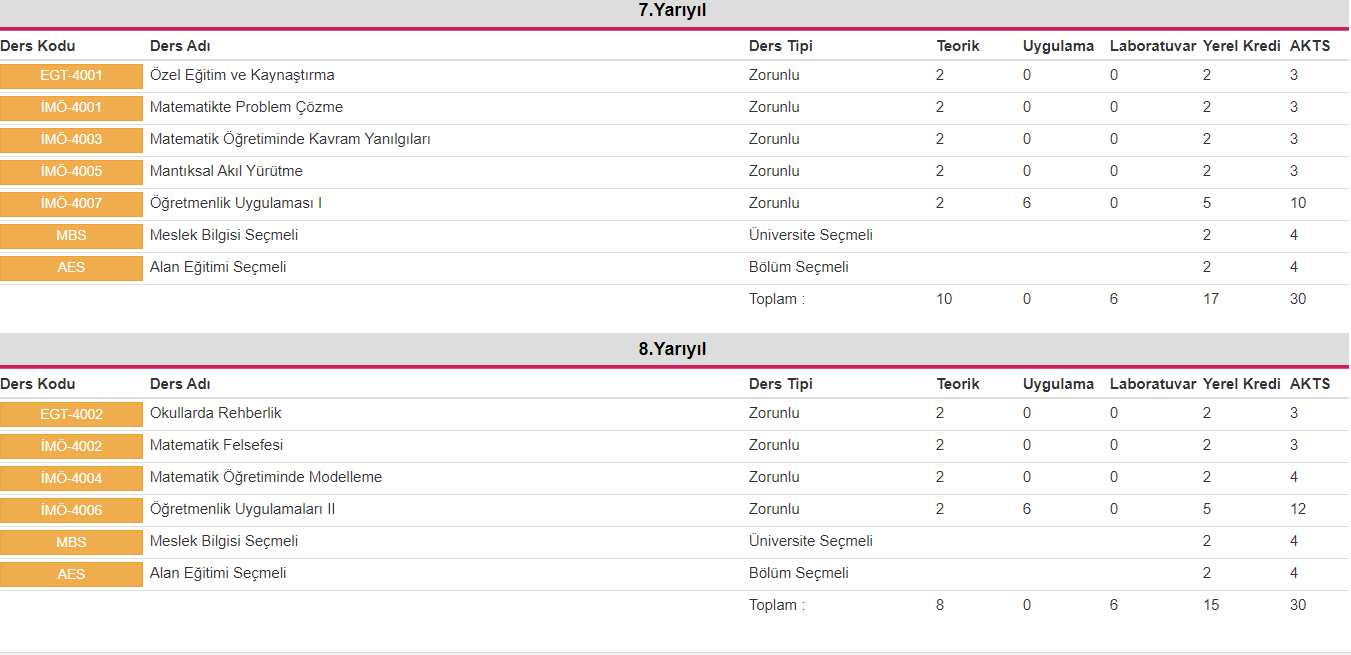 7.Yarıyıl
Ders Kodu Ders Adı Ders Tipi Teorik Uygulama Laboratuvar Yerel Kredi AKTS
EGT-4001 Özel Eğitim ve Kaynaştırma Zorunlu 2 0 0 2 3
İMÖ-4001 Matematikte Problem Çözme Zorunlu 2 0 0 2 3
İMÖ-4003 Matematik Öğretiminde Kavram Yanılgıları Zorunlu 2 0 0 2 3
İMÖ-4005 Mantıksal Akıl Yürütme Zorunlu 2 0 0 2 3
İMÖ-4007 Öğretmenlik Uygulaması I Zorunlu 2 6 0 5 10
MBS Meslek Bilgisi Seçmeli Üniversite Seçmeli 2 4
AES Alan Eğitimi Seçmeli Bölüm Seçmeli 2 4
Toplam : 10 0 6 17 30
8.Yarıyıl
Ders Kodu Ders Adı Ders Tipi Teorik Uygulama Laboratuvar Yerel Kredi AKTS
EGT-4002 Okullarda Rehberlik Zorunlu 2 0 0 2 3
İMÖ-4002 Matematik Felsefesi Zorunlu 2 0 0 2 3
İMÖ-4004 Matematik Öğretiminde Modelleme Zorunlu 2 0 0 2 4
İMÖ-4006 Öğretmenlik Uygulamaları II Zorunlu 2 6 0 5 12
MBS Meslek Bilgisi Seçmeli Üniversite Seçmeli 2 4
AES Alan Eğitimi Seçmeli Bölüm Seçmeli 2 4
Toplam : 8 0 6 15 30